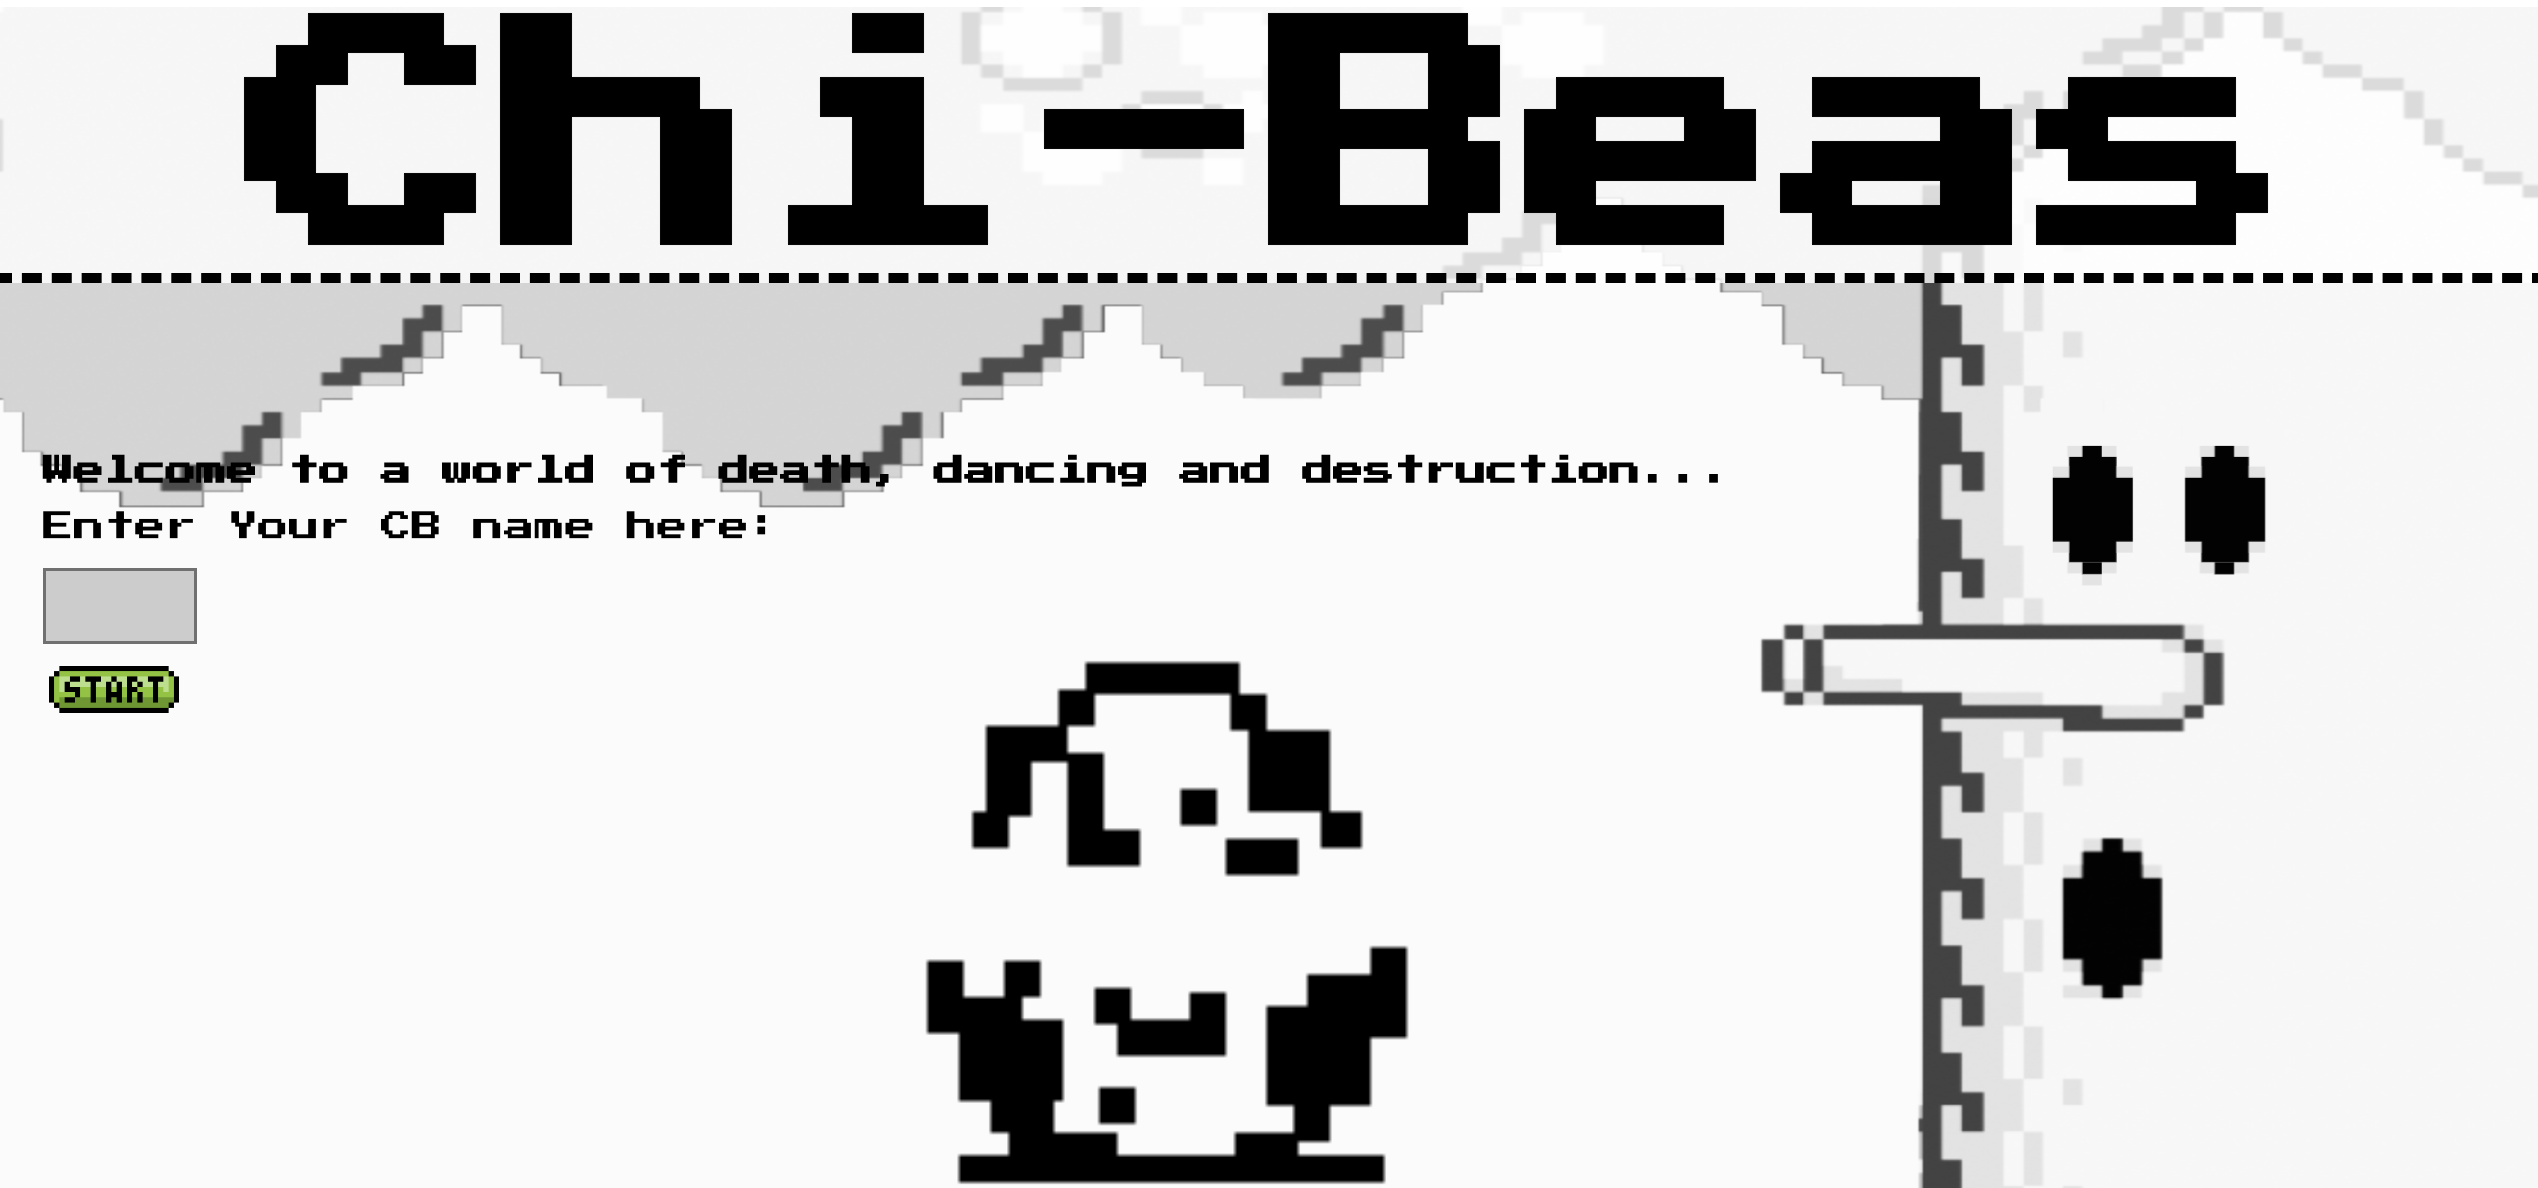 Chi-Beas
Welcome to a world of death, dancing and destruction...
Enter Your CB name here:
START